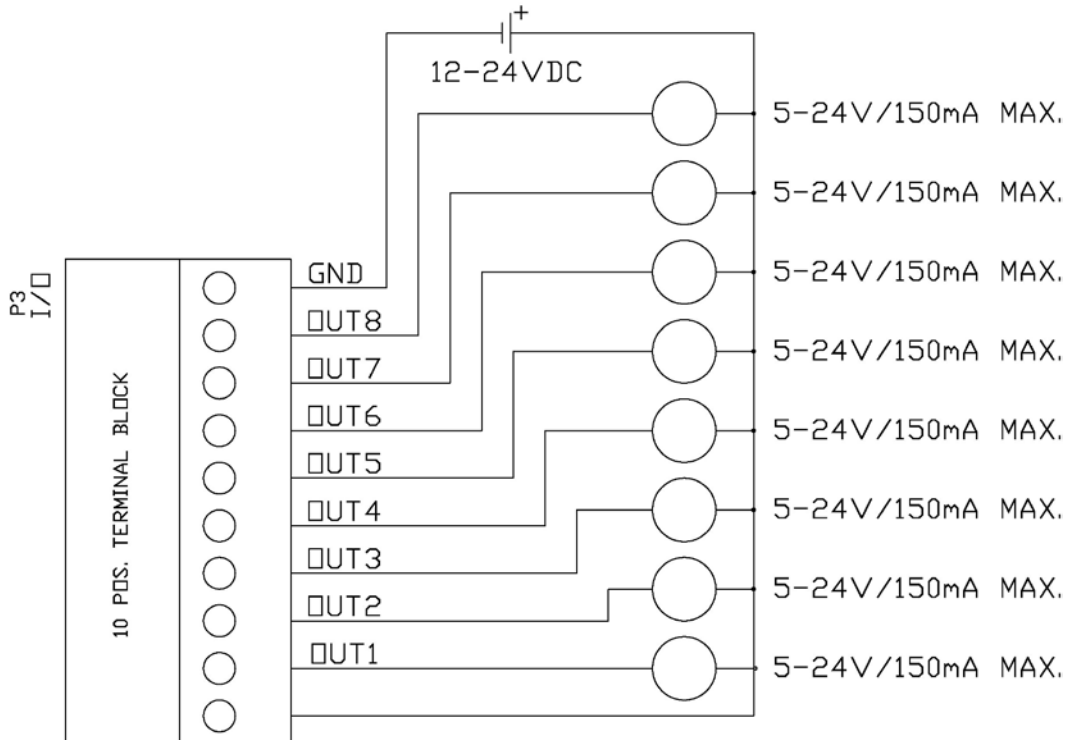 +
12-24VDC
5-24V/150mA MAX.
5-24V/150mA MAX.
5-24V/150mA MAX.
5-24V/150mA MAX.
5-24V/150mA MAX.
5-24V/150mA MAX.
5-24V/150mA MAX.
5-24V/150mA MAX.
P3
I/O
10 POS. TERMINAL BLOCK
GND
OUT8
OUT7
OUT6
OUT5
OUT4
OUT3
OUT2
OUT1